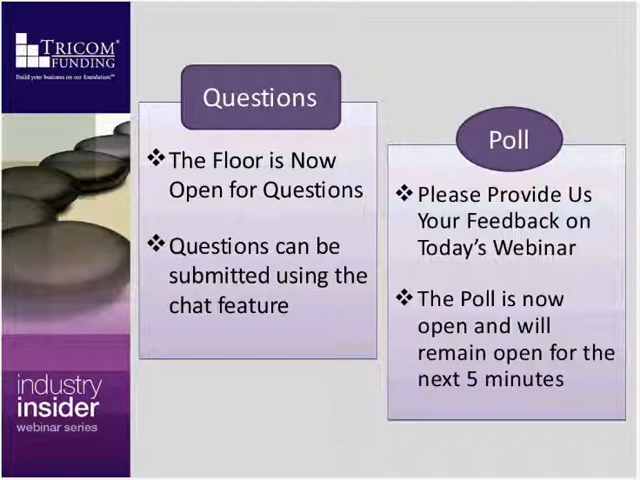 TRICOM®
FUNDING
Build your business on our foundation.℠
Questions
❖The Floor is Now
Open for Questions
❖Questions can be
submitted using the
chat feature
Poll
❖Please Provide Us
Your Feedback on
Today's Webinar
❖The Poll is now
open and will
remain open for the
next 5 minutes
industry
insider
webinar series